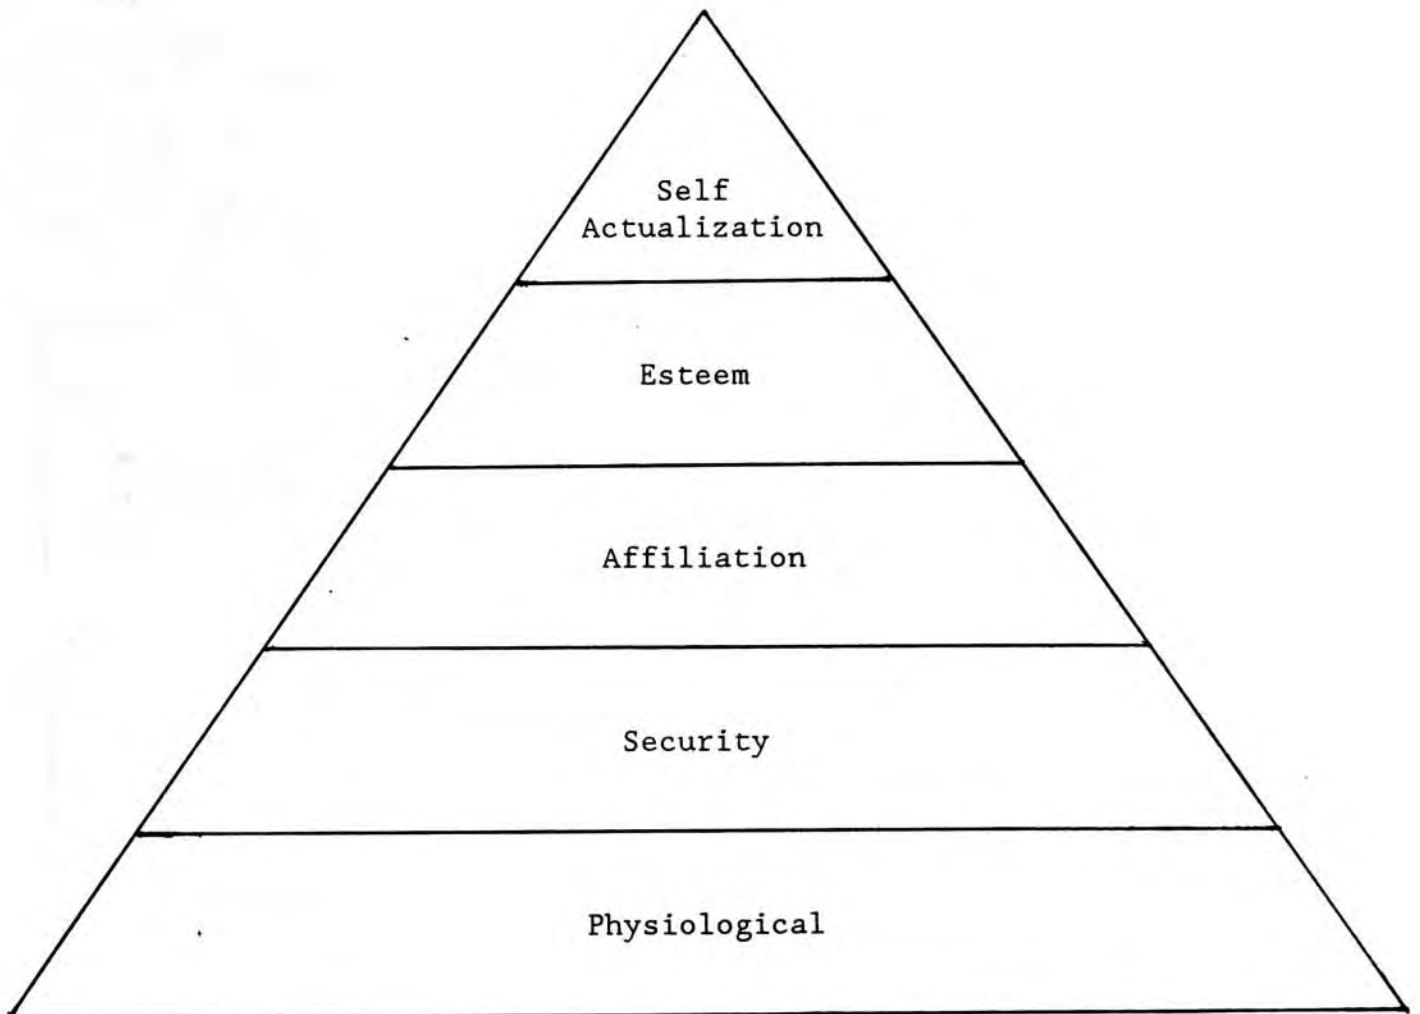 Self
Actualization
Esteem
Affiliation
Security
Physiological